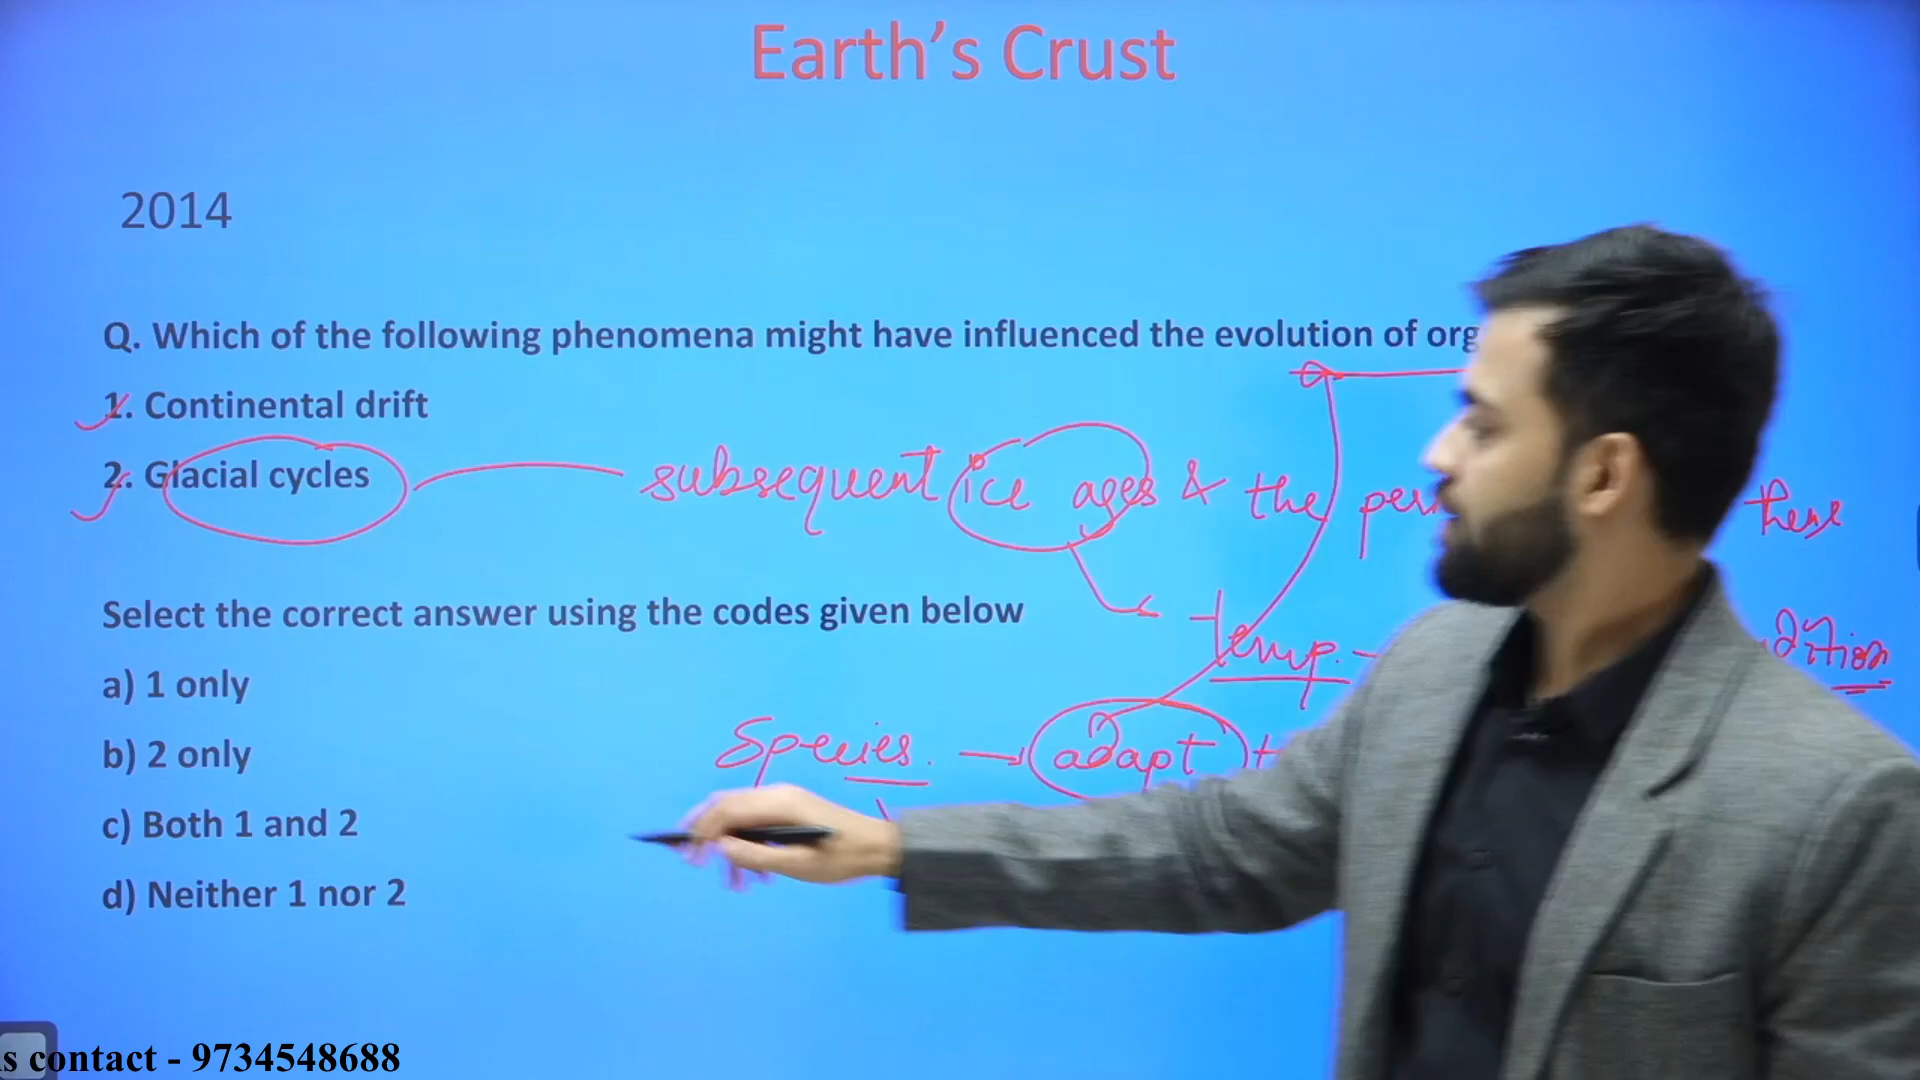 Earth’s Crust
2014
Q. Which of the following phenomena might have influenced the evolution of org
1. Continental drift
2. Glacial cycles
subsequent ice ages & the per
these
temp.
Species. → adapt t
Select the correct answer using the codes given below
a) 1 only
b) 2 only
c) Both 1 and 2
d) Neither 1 nor 2
s contact - 9734548688